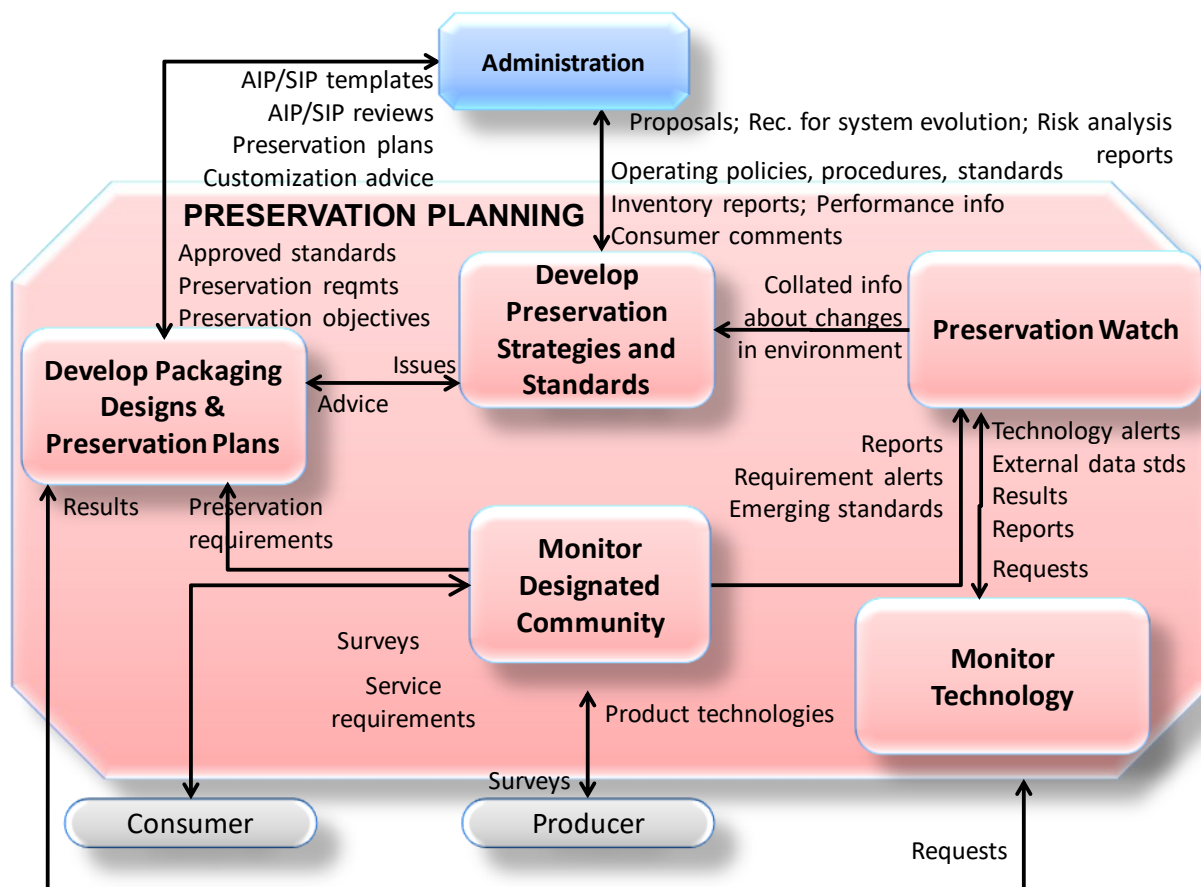 Administration
AIP/SIP templates
AIP/SIP reviews
Preservation plans
Customization advice
Proposals; Rec. for system evolution; Risk analysis
reports
Operating policies, procedures, standards
Inventory reports; Performance info
Consumer comments
PRESERVATION PLANNING
Approved standards
Preservation reqmts
Preservation objectives
Develop
Preservation
Strategies and
Standards
Collated info
about changes
in environment
Preservation Watch
Develop Packaging
Designs &
Preservation Plans
Issues
Advice
Reports
Requirement alerts
Emerging standards
Technology alerts
External data stds
Results
Reports
Requests
Results
Preservation
requirements
Monitor
Designated
Community
Monitor
Technology
Surveys
Service
requirements
Product technologies
Surveys
Consumer
Producer
Requests